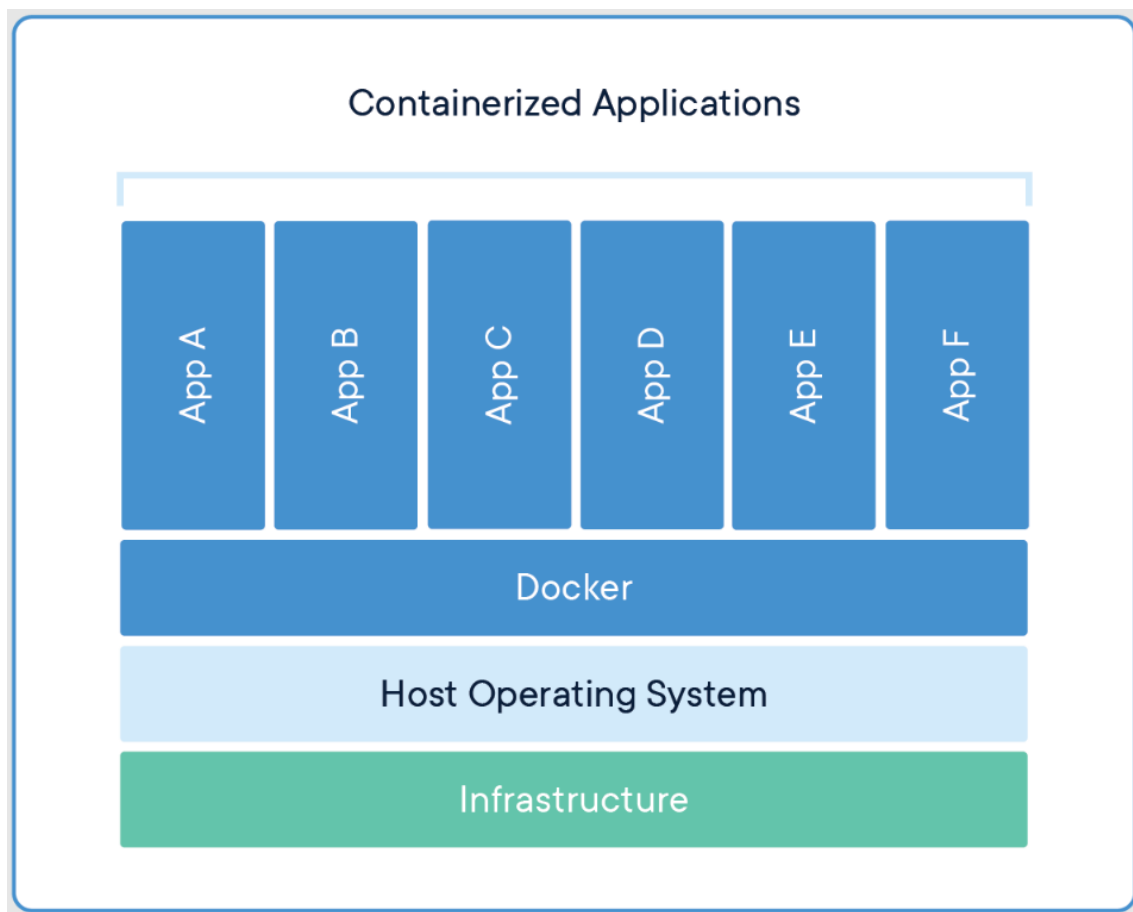 Containerized Applications
App A
App B
App C
App D
App E
App F
Docker
Host Operating System
Infrastructure